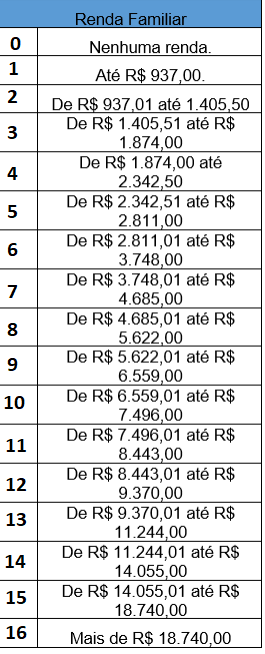 Renda Familiar
0 Nenhuma renda.
1 Até R$ 937,00.
2 De R$ 937,01 até 1.405,50
3 De R$ 1.405,51 até R$
1.874,00
4 De R$ 1.874,00 até
2.342,50
5 De R$ 2.342,51 até R$
2.811,00
6 De R$ 2.811,01 até R$
3.748,00
7 De R$ 3.748,01 até R$
4.685,00
8 De R$ 4.685,01 até R$
5.622,00
9 De R$ 5.622,01 até R$
6.559,00
10 De R$ 6.559,01 até R$
7.496,00
11 De R$ 7.496,01 até R$
8.443,00
12 De R$ 8.443,01 até R$
9.370,00
13 De R$ 9.370,01 até R$
11.244,00
14 De R$ 11.244,01 até R$
14.055,00
15 De R$ 14.055,01 até R$
18.740,00
16 Mais de R$ 18.740,00